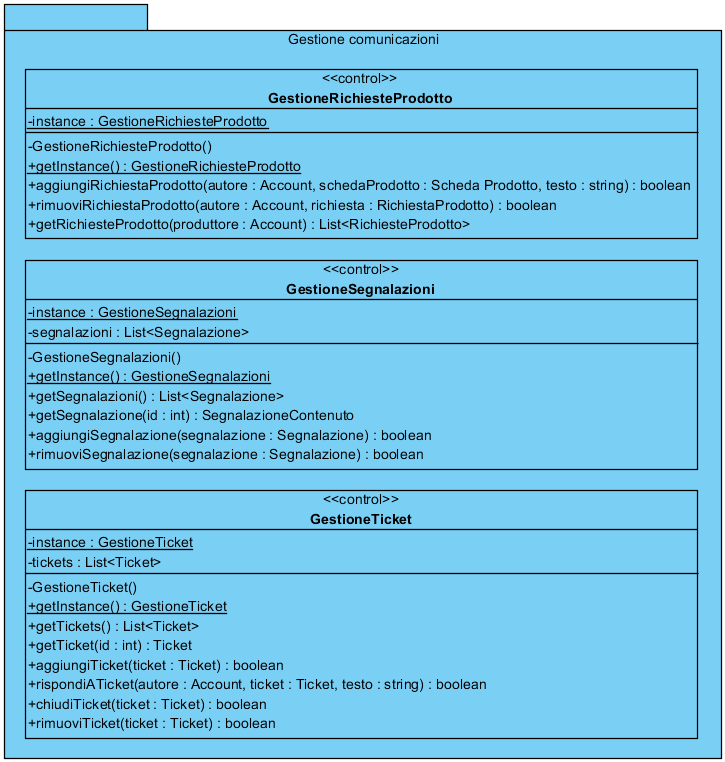 Gestione comunicazioni
<<control>>
GestioneRichiesteProdotto
-instance : GestioneRichiesteProdotto
-GestioneRichiesteProdotto()
+getInstance() : GestioneRichiesteProdotto
+aggiungiRichiestaProdotto(autore : Account, schedaProdotto : Scheda Prodotto, testo : string) : boolean
+rimuoviRichiestaProdotto(autore : Account, richiesta : RichiestaProdotto) : boolean
+getRichiesteProdotto(produttore : Account) : List<RichiesteProdotto>
<<control>>
GestioneSegnalazioni
-instance : GestioneSegnalazioni
-segnalazioni : List<Segnalazione>
-GestioneSegnalazioni()
+getInstance() : GestioneSegnalazioni
+getSegnalazioni() : List<Segnalazione>
+getSegnalazione(id : int) : SegnalazioneContenuto
+aggiungiSegnalazione(segnalazione : Segnalazione) : boolean
+rimuoviSegnalazione(segnalazione : Segnalazione) : boolean
<<control>>
GestioneTicket
-instance : GestioneTicket
-tickets : List<Ticket>
-GestioneTicket()
+getInstance() : GestioneTicket
+getTickets() : List<Ticket>
+getTicket(id : int) : Ticket
+aggiungiTicket(ticket : Ticket) : boolean
+rispondiATicket(autore : Account, ticket : Ticket, testo : string) : boolean
+chiudiTicket(ticket : Ticket) : boolean
+rimuoviTicket(ticket : Ticket) : boolean